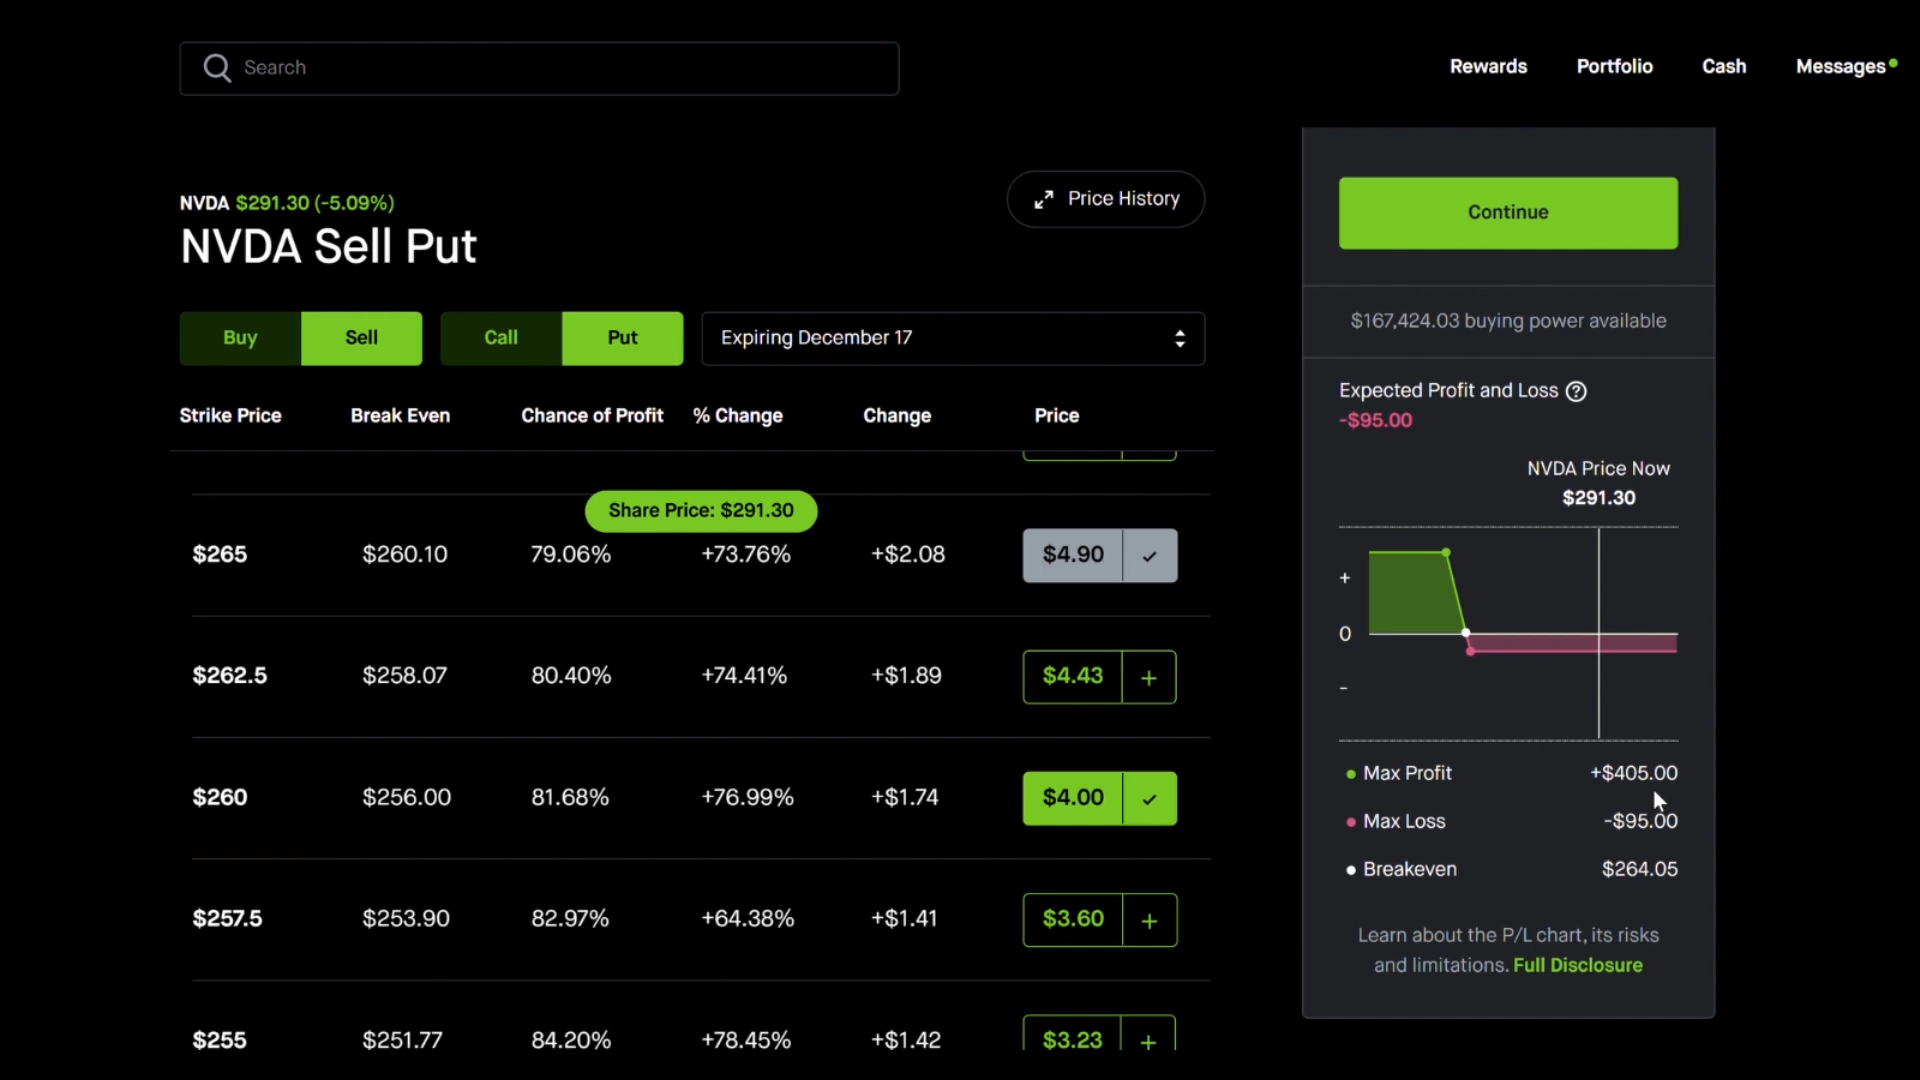 Search
Rewards Portfolio Cash Messages
NVDA $291.30 (-5.09%)
NVDA Sell Put
Price History
Buy Sell Call Put Expiring December 17
Strike Price Break Even Chance of Profit % Change Change Price
Share Price: $291.30
$265 $260.10 79.06% +73.76% +$2.08 $4.90
$262.5 $258.07 80.40% +74.41% +$1.89 $4.43 +
$260 $256.00 81.68% +76.99% +$1.74 $4.00
$257.5 $253.90 82.97% +64.38% +$1.41 $3.60 +
$255 $251.77 84.20% +78.45% +$1.42 $3.23 +
Continue
$167,424.03 buying power available
Expected Profit and Loss ?
-$95.00
NVDA Price Now
$291.30
+
0
-
Max Profit +$405.00
Max Loss -$95.00
Breakeven $264.05
Learn about the P/L chart, its risks
and limitations. Full Disclosure